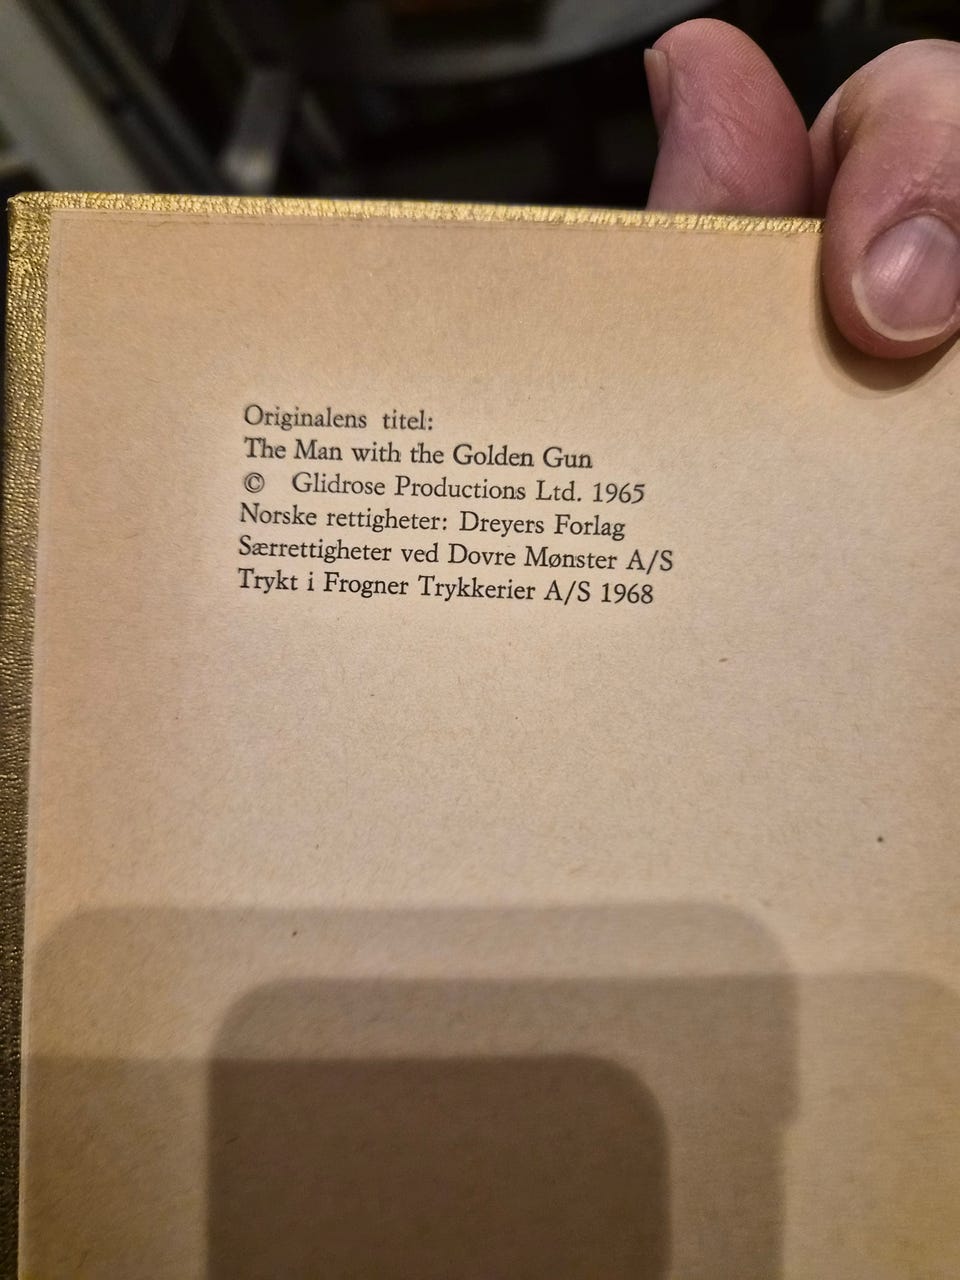 Originalens titel:
The Man with the Golden Gun
© Glidrose Productions Ltd. 1965
Norske rettigheter: Dreyers Forlag
Særrettigheter ved Dovre Mønster A/S
Trykt i Frogner Trykkerier A/S 1968